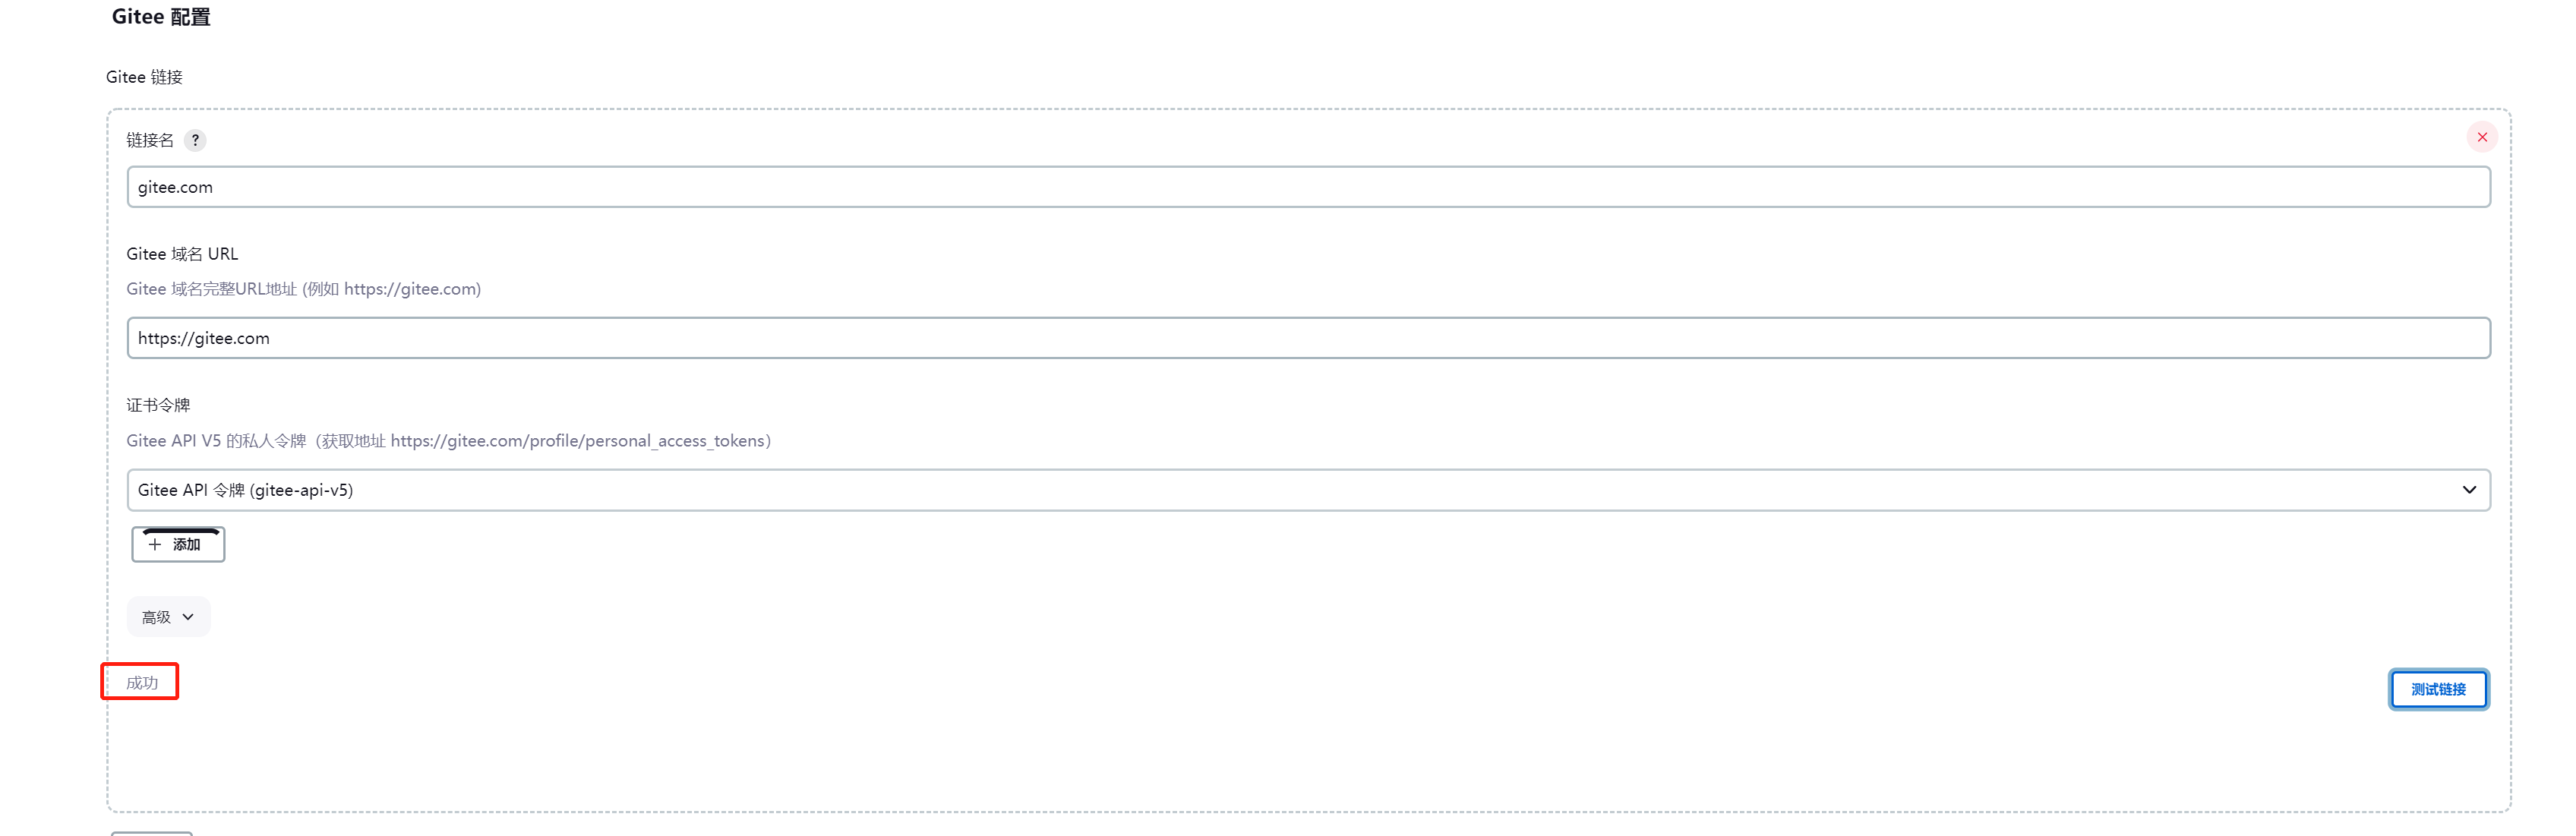 Gitee 配置
Gitee 链接
链接名 ?
gitee.com
Gitee 域名 URL
Gitee 域名完整URL地址 (例如 https://gitee.com)
https://gitee.com
证书令牌
Gitee API V5 的私人令牌（获取地址 https://gitee.com/profile/personal_access_tokens）
Gitee API 令牌 (gitee-api-v5)
添加
高级
成功
测试链接